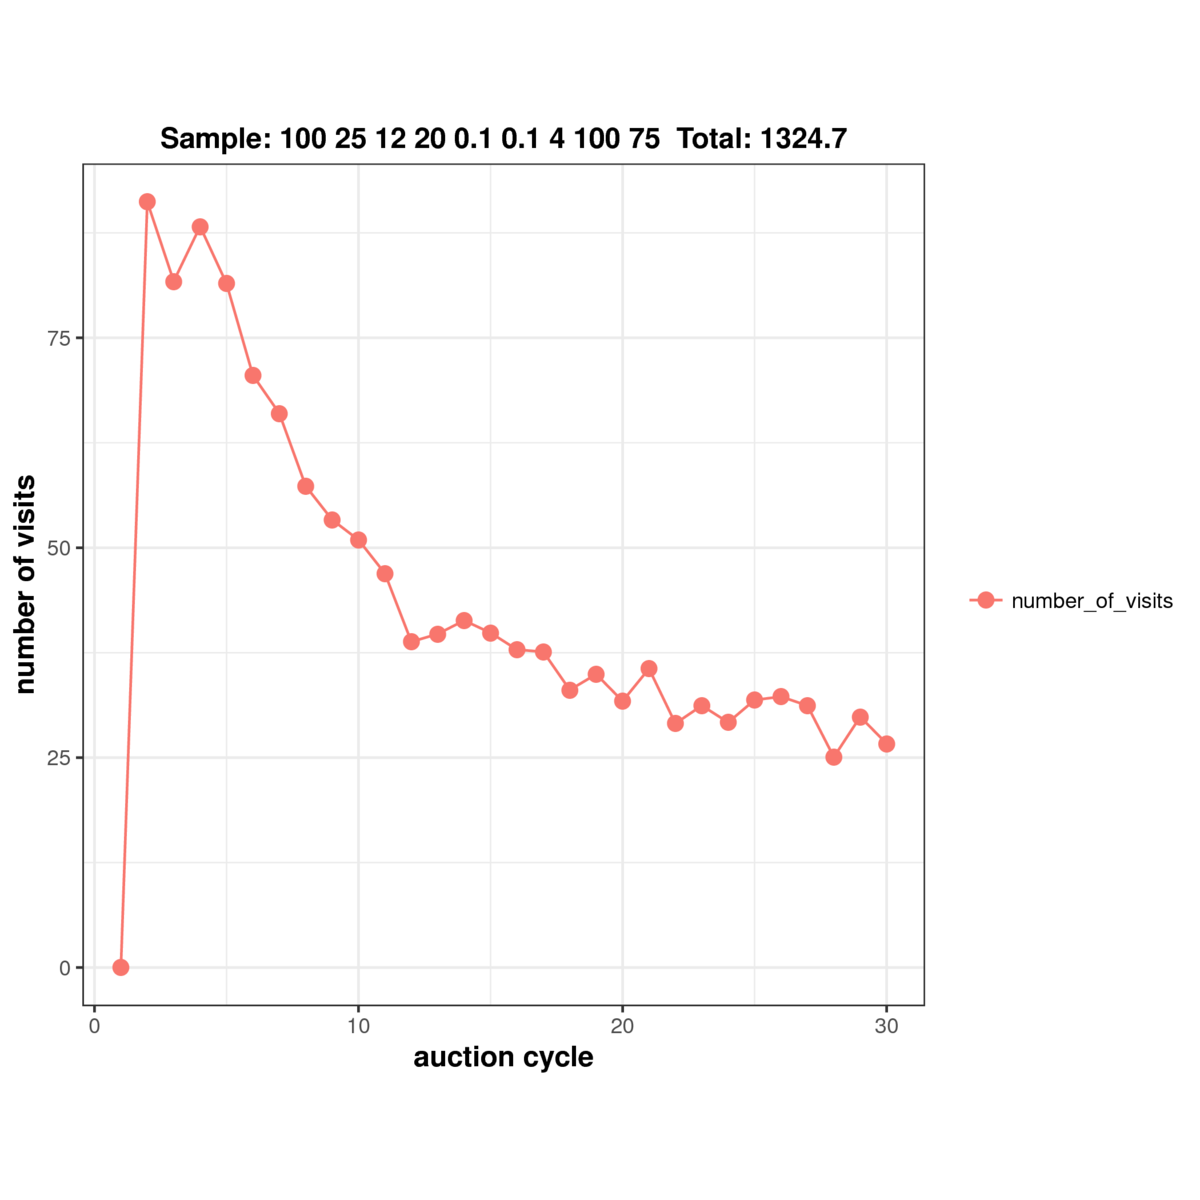 Sample: 100 25 12 20 0.1 0.1 4 100 75  Total: 1324.7
number of visits
75
50
25
0
0 10 20 30
auction cycle
number_of_visits